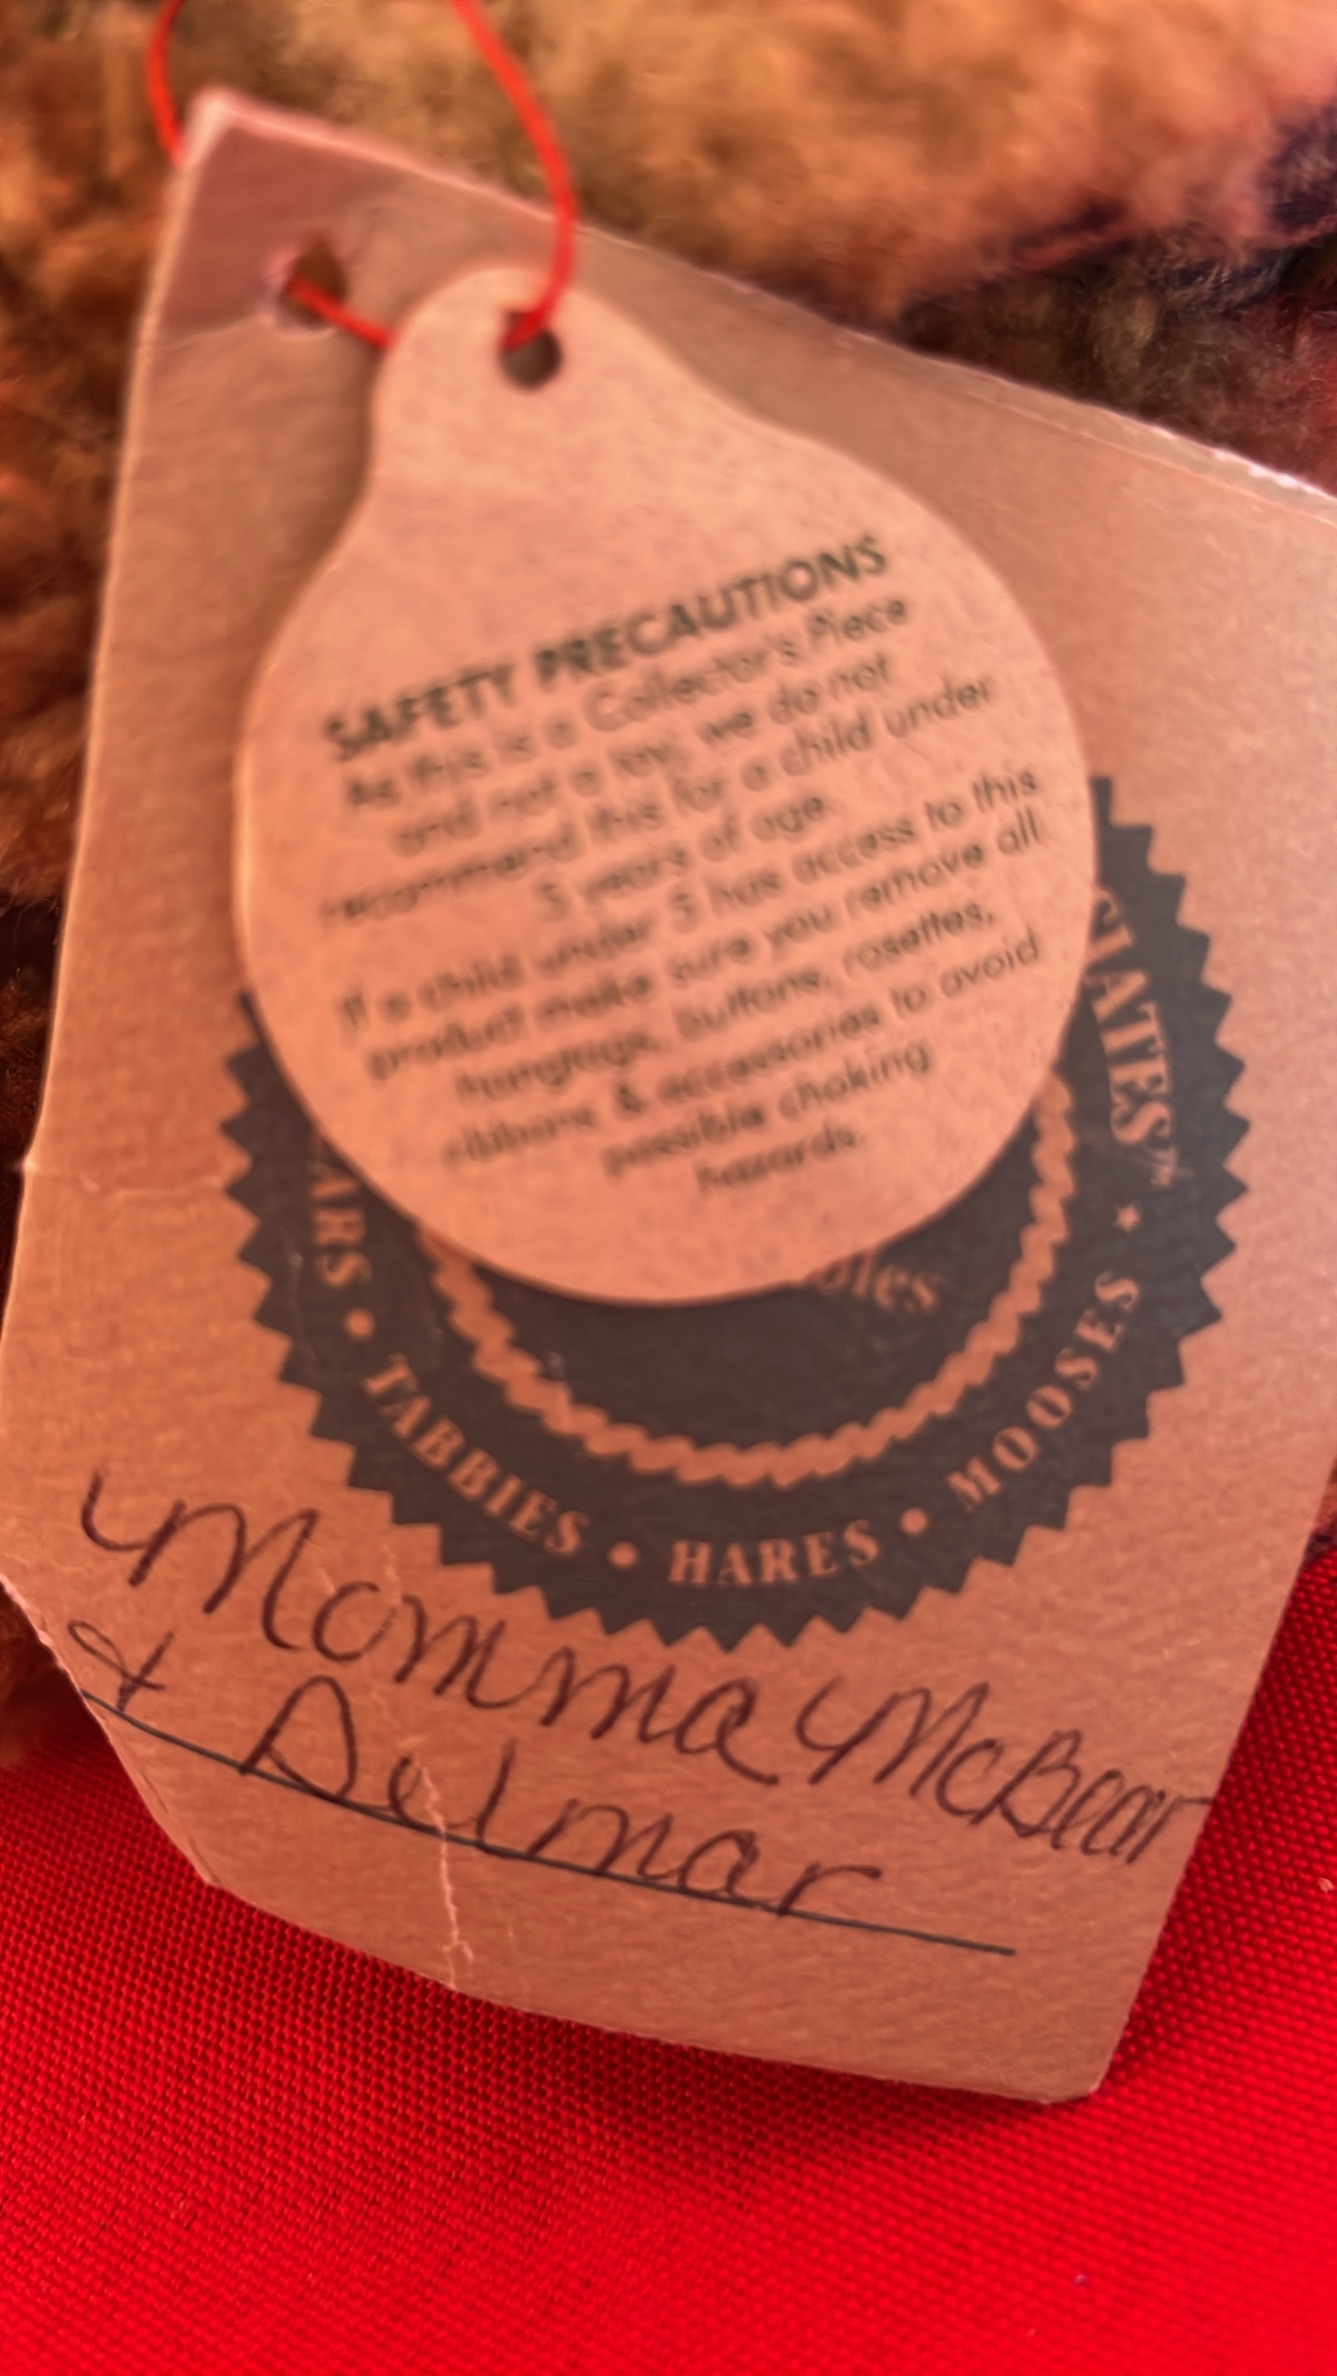 SAFETY PRECAUTIONS
As this is a Collector's Piece
and not a toy, we do not
recommend this for a child under
5 years of age.
If a child under 5 has access to this
product make sure you remove all
hangtags, buttons, rosettes,
ribbons & accessories to avoid
possible choking
hazards.
TABBIES • HARES • MOOSES
Momma McBear
& Delmar